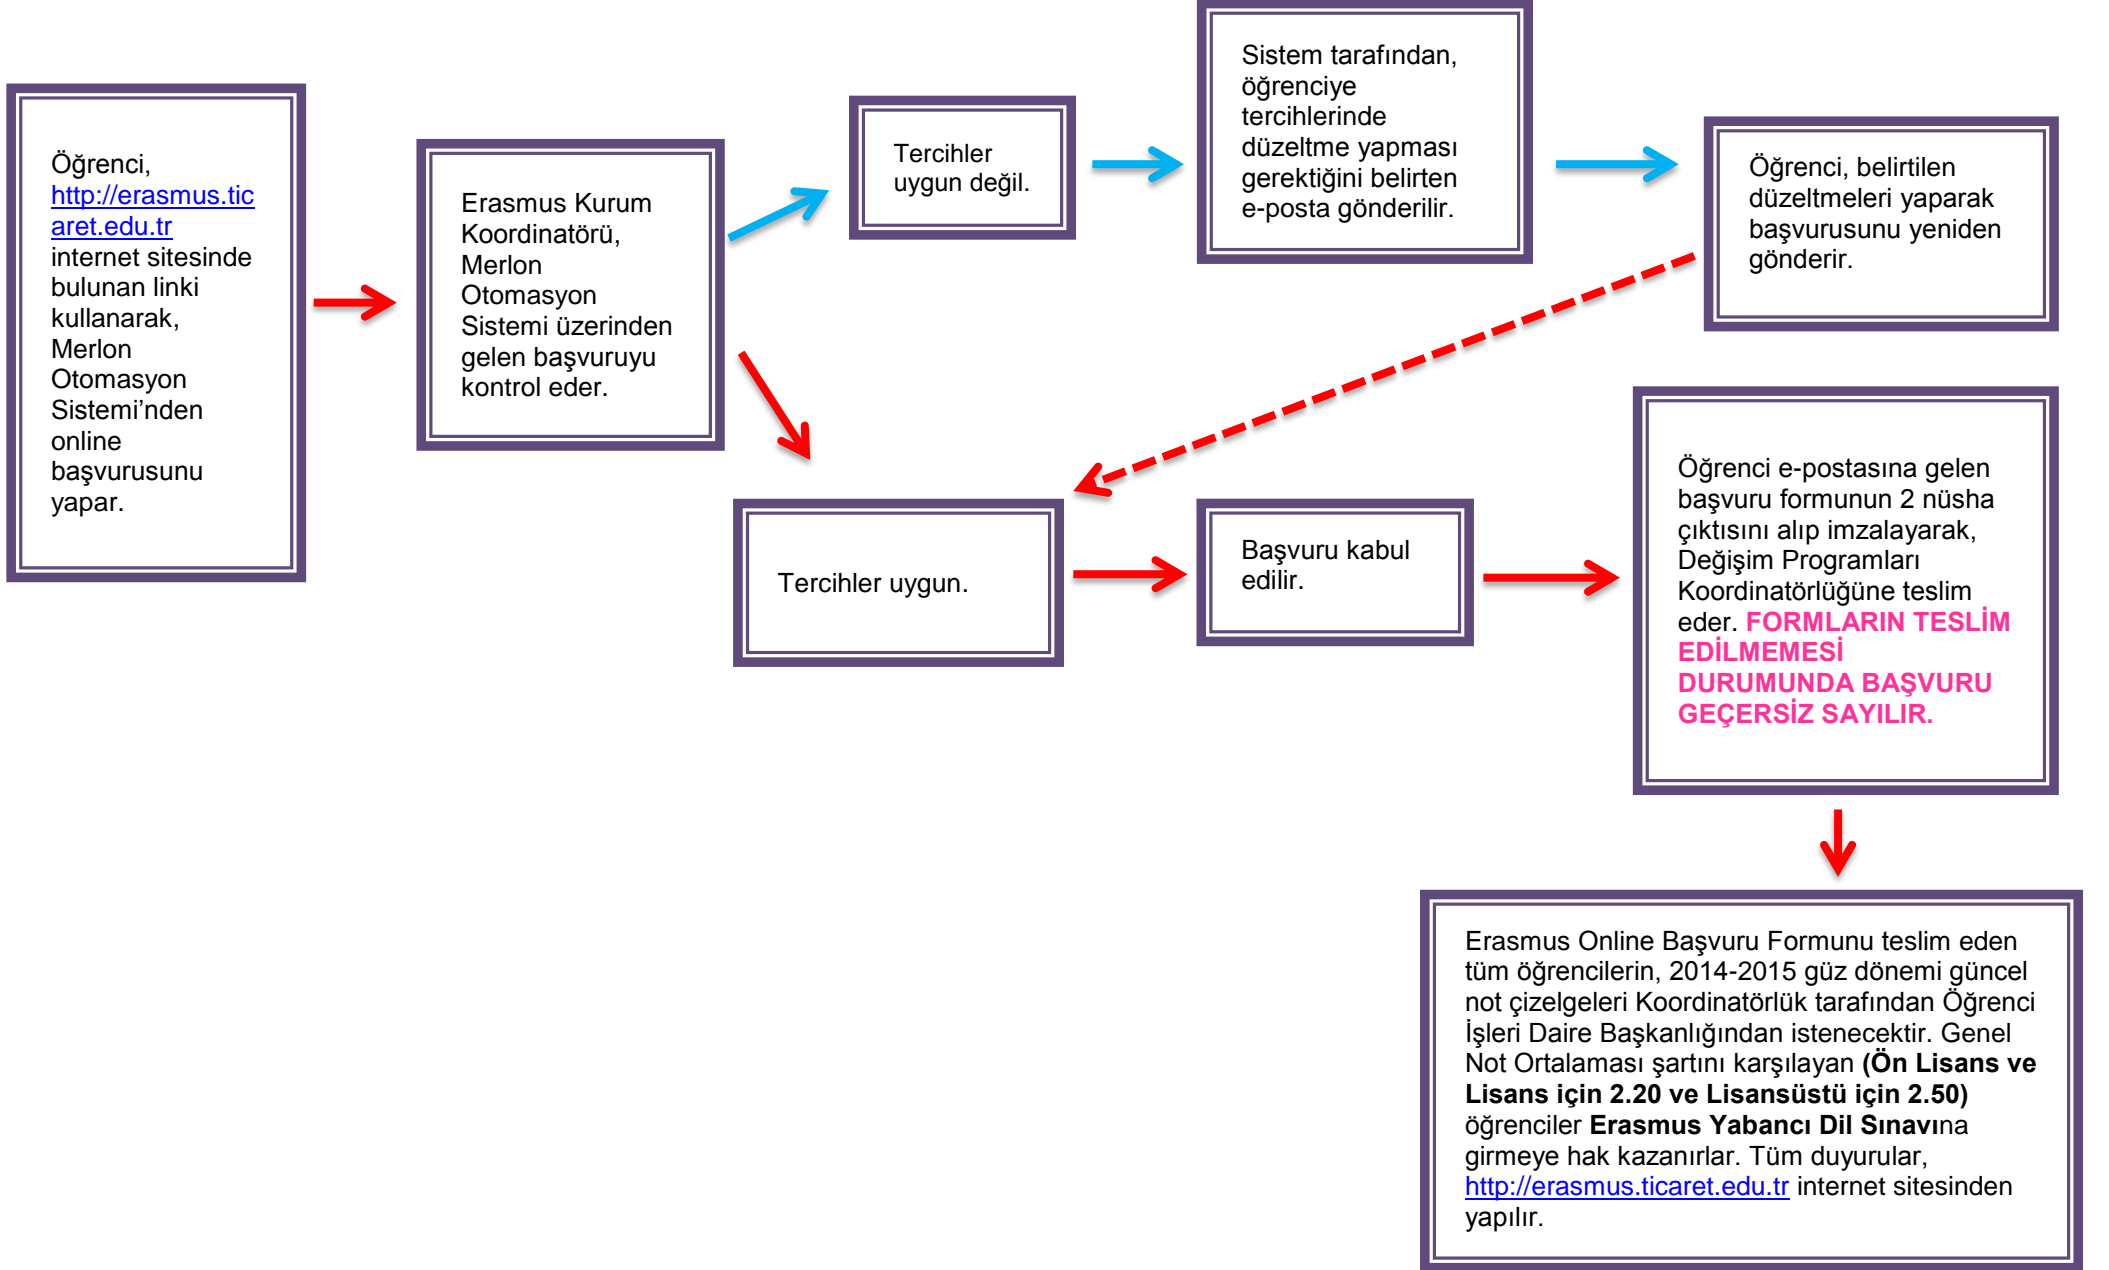 Öğrenci,
http://erasmus.tic
aret.edu.tr
internet sitesinde
bulunan linki
kullanarak,
Merlon
Otomasyon
Sistemi’nden
online
başvurusunu
yapar.
Erasmus Kurum
Koordinatörü,
Merlon
Otomasyon
Sistemi üzerinden
gelen başvuruyu
kontrol eder.
Tercihler
uygun değil.
Sistem tarafından,
öğrenciye
tercihlerinde
düzeltme yapması
gerektiğini belirten
e-posta gönderilir.
Öğrenci, belirtilen
düzeltmeleri yaparak
başvurusunu yeniden
gönderir.
Tercihler uygun.
Başvuru kabul
edilir.
Öğrenci e-postasına gelen
başvuru formunun 2 nüsha
çıktısını alıp imzalayarak,
Değişim Programları
Koordinatörlüğüne teslim
eder. FORMLARIN TESLİM
EDİLMEMESİ
DURUMUNDA BAŞVURU
GEÇERSİZ SAYILIR.
Erasmus Online Başvuru Formunu teslim eden
tüm öğrencilerin, 2014-2015 güz dönemi güncel
not çizelgeleri Koordinatörlük tarafından Öğrenci
İşleri Daire Başkanlığından istenecektir. Genel
Not Ortalaması şartını karşılayan (Ön Lisans ve
Lisans için 2.20 ve Lisansüstü için 2.50)
öğrenciler Erasmus Yabancı Dil Sınavına
girmeye hak kazanırlar. Tüm duyurular,
http://erasmus.ticaret.edu.tr internet sitesinden
yapılır.